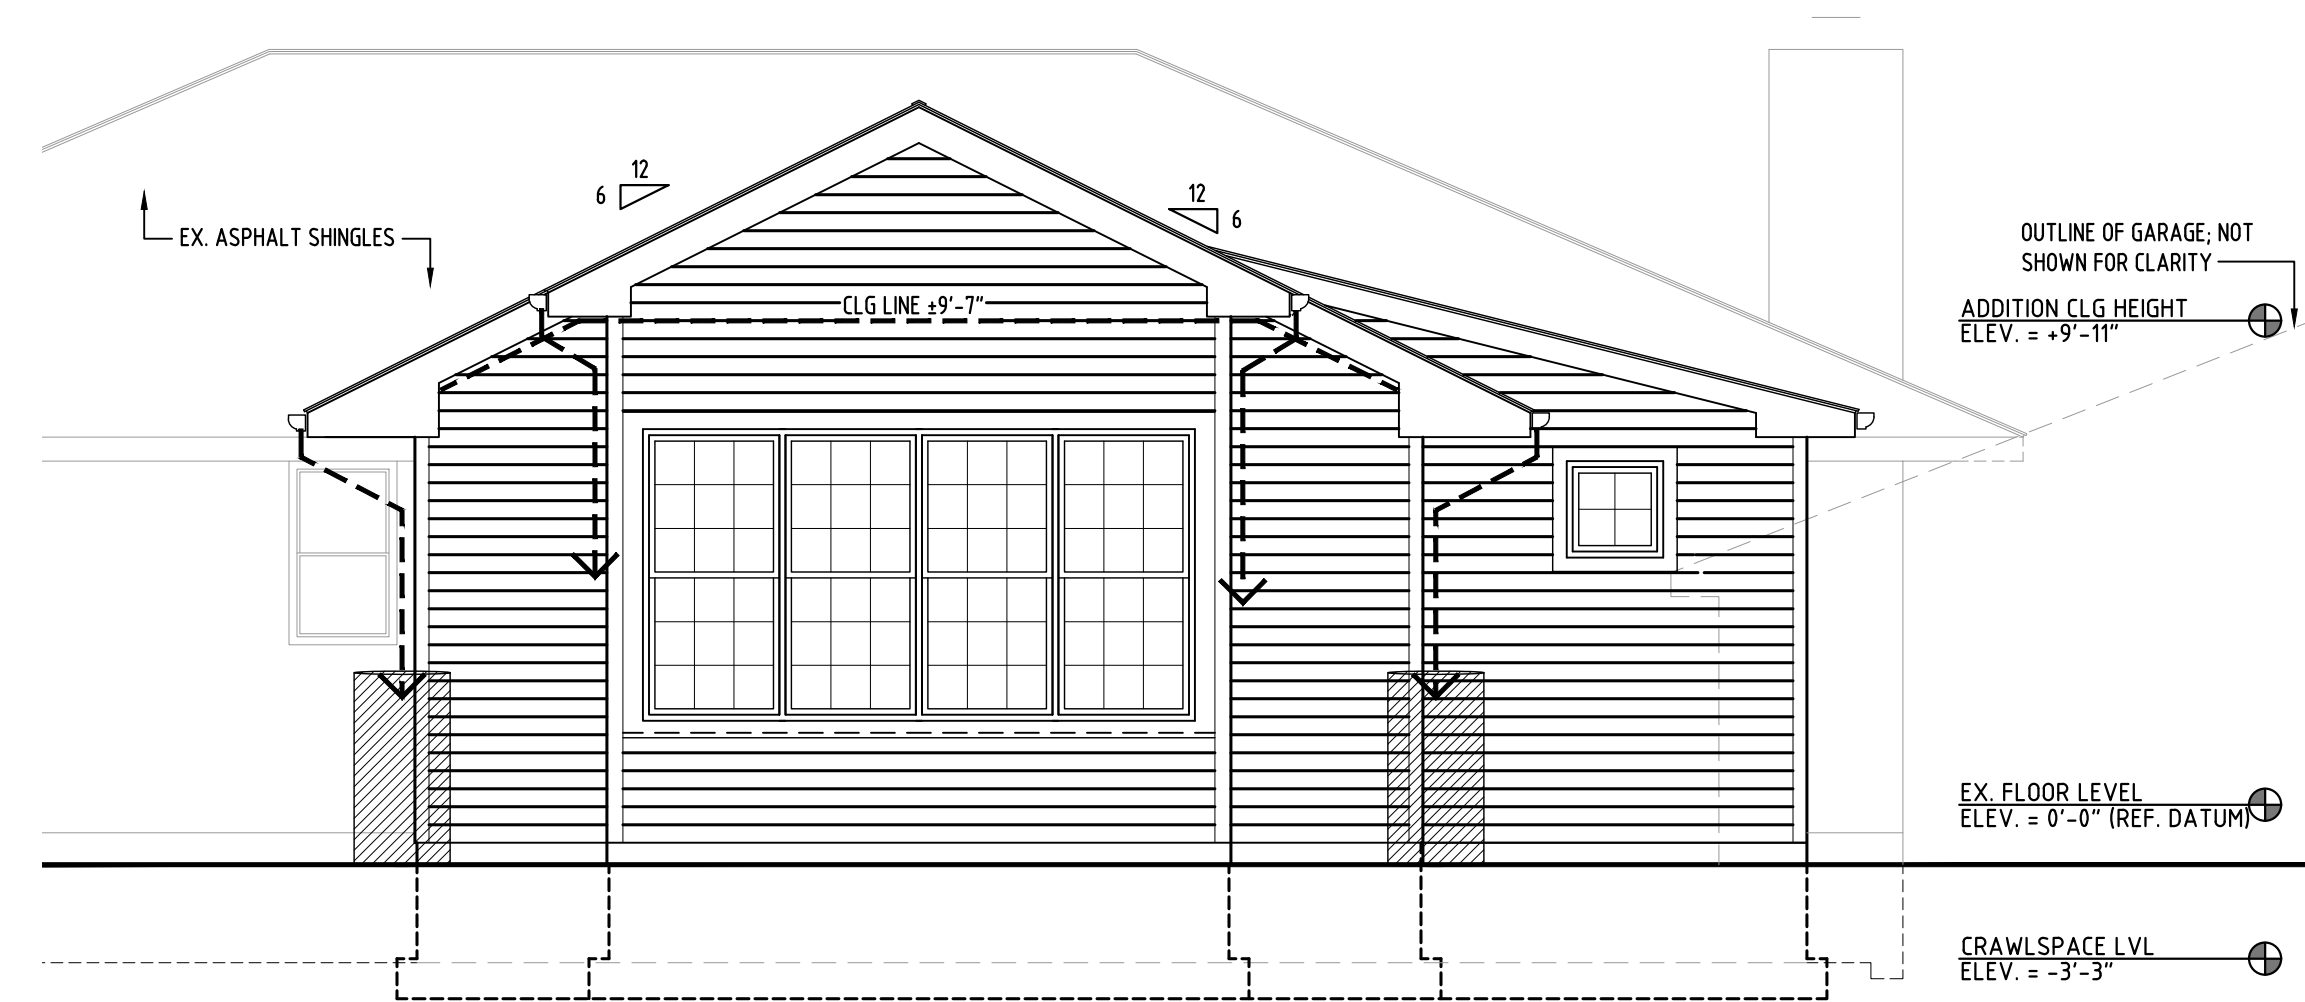 12
6
12
6
EX. ASPHALT SHINGLES
OUTLINE OF GARAGE; NOT
SHOWN FOR CLARITY
CLG LINE ±9'-7"
ADDITION CLG HEIGHT
ELEV. = +9'-11"
EX. FLOOR LEVEL
ELEV. = 0'-0" (REF. DATUM)
CRAWLSPACE LVL
ELEV. = -3'-3"